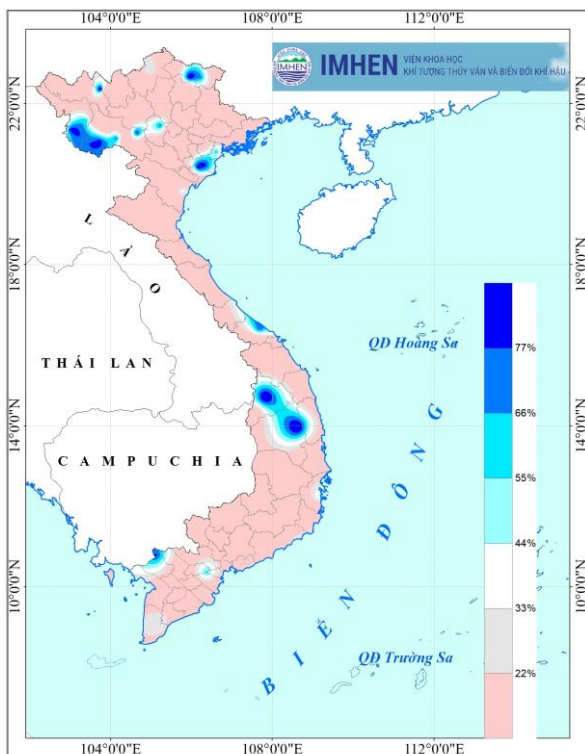 104°0'0"E 108°0'0"E 112°0'0"E
IMHEN
IMHEN
VIỆN KHOA HỌC
KHÍ TƯỢNG THỦY VĂN VÀ BIẾN ĐỔI KHÍ HẬU
22°0'0"N 22°0'0"N
18°0'0"N 18°0'0"N
LÀO
QĐ Hoàng Sa
THÁI LAN
14°0'0"N 14°0'0"N
CAMPUCHIA
BIỂN ĐÔNG
10°0'0"N 10°0'0"N
QĐ Trường Sa
77%
66%
55%
44%
33%
22%
104°0'0"E 108°0'0"E 112°0'0"E